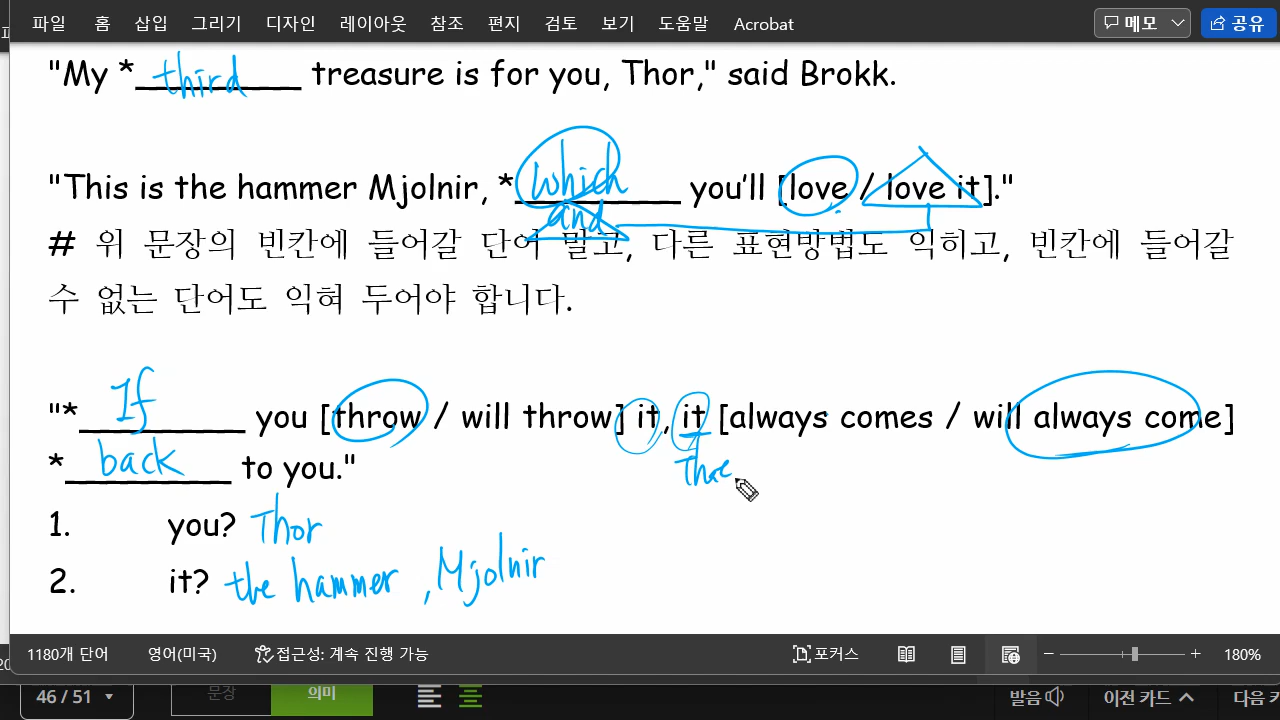 파일 홈 삽입 그리기 디자인 레이아웃 참조 편지 검토 보기 도움말 Acrobat 메모 공유
"My * third treasure is for you, Thor," said Brokk.
"This is the hammer Mjolnir, * which you'll [love / love it]."
and
# 위 문장의 빈칸에 들어갈 단어 말고, 다른 표현방법도 익히고, 빈칸에 들어갈
수 없는 단어도 익혀 두어야 합니다.
"* If you [throw / will throw] it, it [always comes / will always come]
* back to you."
1. you? Thor
2. it? the hammer, Mjolnir
1180개 단어 영어(미국) 접근성: 계속 진행 가능 포커스 180%
46 / 51 문장 의미 발음 이전 카드 다음